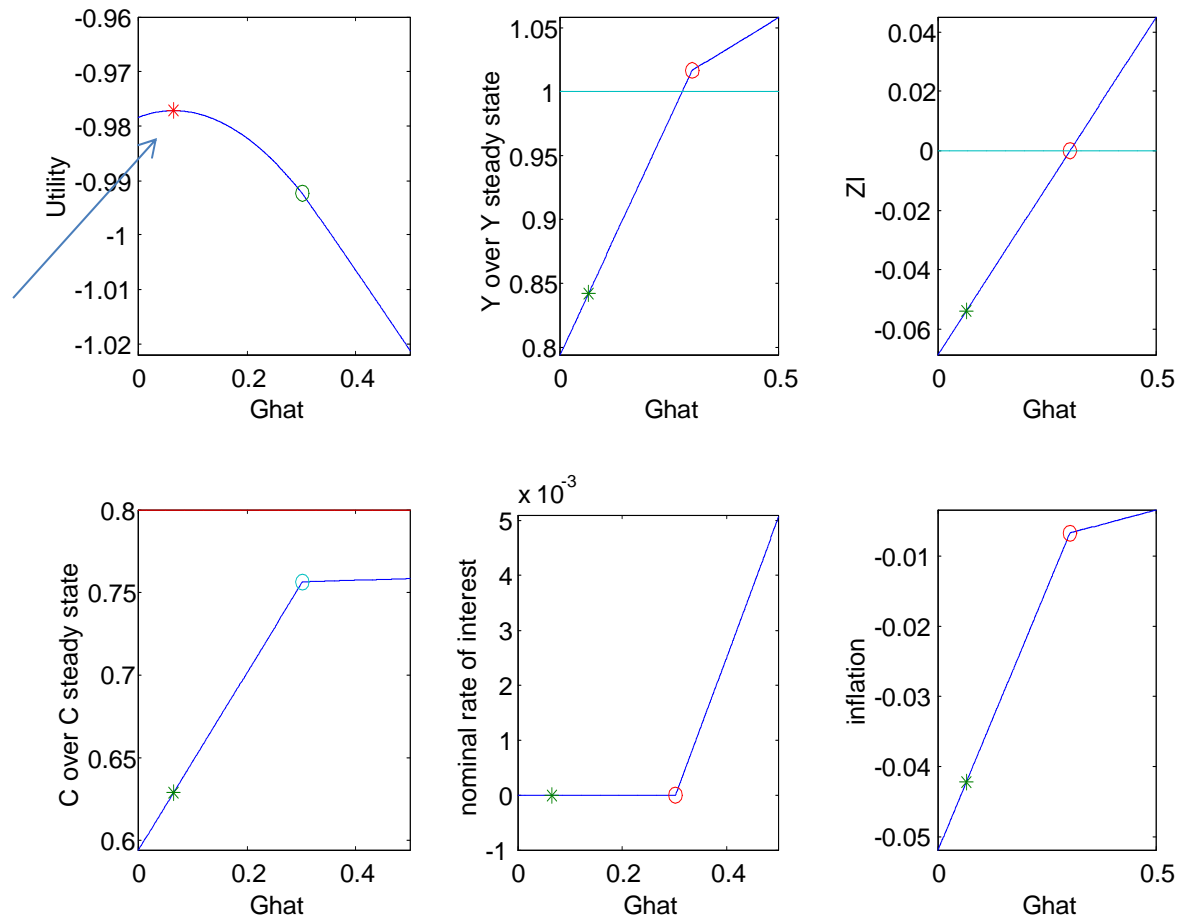 -0.96
-0.97
-0.98
-0.99
-1
-1.01
-1.02
0 0.2 0.4
Ghat
Utility
1.05
1
0.95
0.9
0.85
0.8
0 0.5
Ghat
Y over Y steady state
0.04
0.02
0
-0.02
-0.04
-0.06
0 0.5
Ghat
ZI
0.8
0.75
0.7
0.65
0.6
0 0.2 0.4
Ghat
C over C steady state
x 10-3
5
4
3
2
1
0
-1
0 0.2 0.4
Ghat
nominal rate of interest
-0.01
-0.02
-0.03
-0.04
-0.05
0 0.5
Ghat
inflation